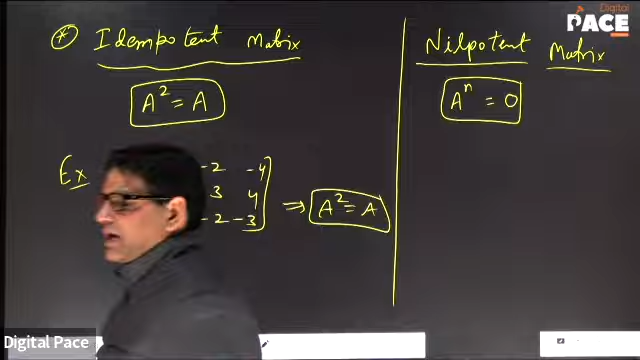 Idempotent Matrix
A² = A
Ex
-2 -4
3 4
-2 -3
⇒ A² = A
Nilpotent Matrix
Aⁿ = 0
Digital
PACE
Digital Pace